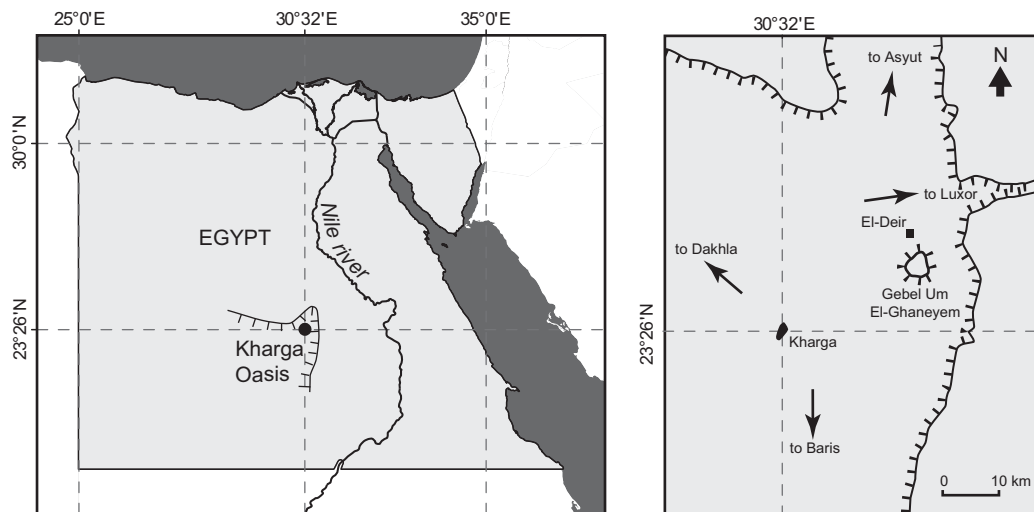 25°0'E
30°32'E
35°0'E
30°0'N
23°26'N
EGYPT
Nile river
Kharga
Oasis
30°32'E
23°26'N
to Asyut
N
to Luxor
El-Deir
to Dakhla
Gebel Um
El-Ghaneyem
Kharga
to Baris
0
10 km